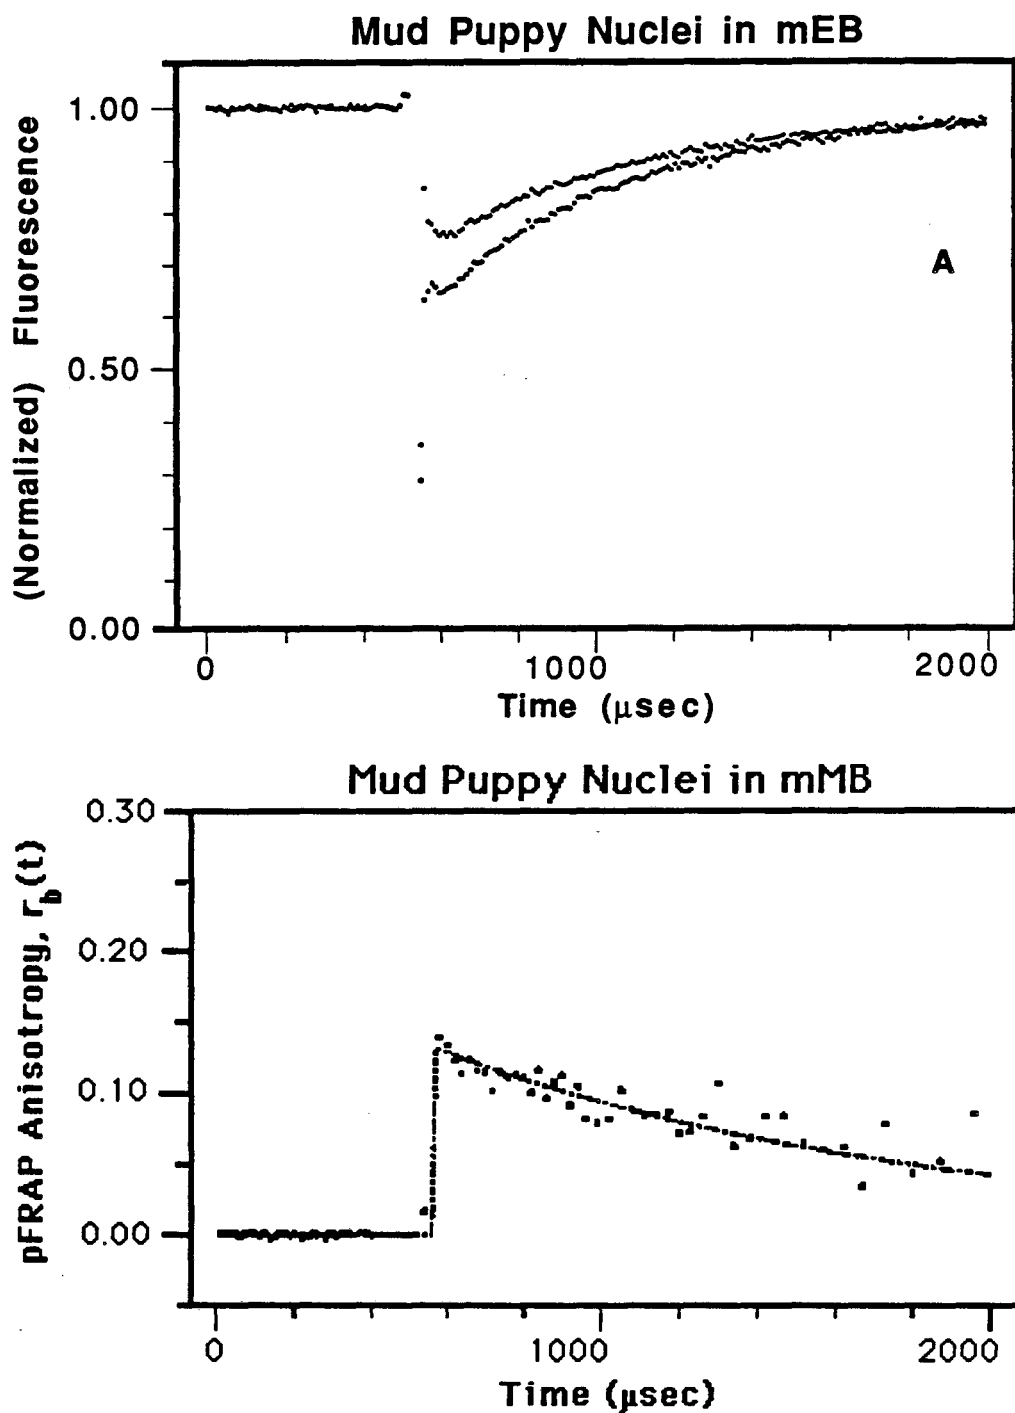 Mud Puppy Nuclei in mEB
(Normalized) Fluorescence
1.00
0.50
0.00
A
0
1000
2000
Time (µsec)
Mud Puppy Nuclei in mMB
pFRAP Anisotropy, r_b(t)
0.30
0.20
0.10
0.00
0
1000
2000
Time (µsec)